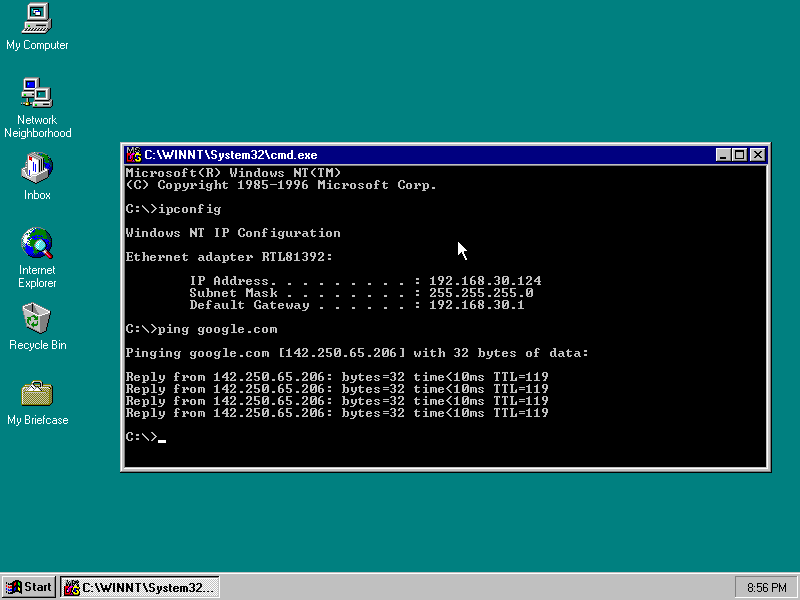 My Computer
Network
Neighborhood
Inbox
Internet
Explorer
Recycle Bin
My Briefcase
C:\WINNT\System32\cmd.exe
Microsoft(R) Windows NT(TM)
(C) Copyright 1985-1996 Microsoft Corp.
C:\>ipconfig
Windows NT IP Configuration
Ethernet adapter RTL81392:
IP Address. . . . . . . . . : 192.168.30.124
Subnet Mask . . . . . . . . : 255.255.255.0
Default Gateway . . . . . . : 192.168.30.1
C:\>ping google.com
Pinging google.com [142.250.65.206] with 32 bytes of data:
Reply from 142.250.65.206: bytes=32 time<10ms TTL=119
Reply from 142.250.65.206: bytes=32 time<10ms TTL=119
Reply from 142.250.65.206: bytes=32 time<10ms TTL=119
Reply from 142.250.65.206: bytes=32 time<10ms TTL=119
C:\>_
Start
C:\WINNT\System32...
8:56 PM